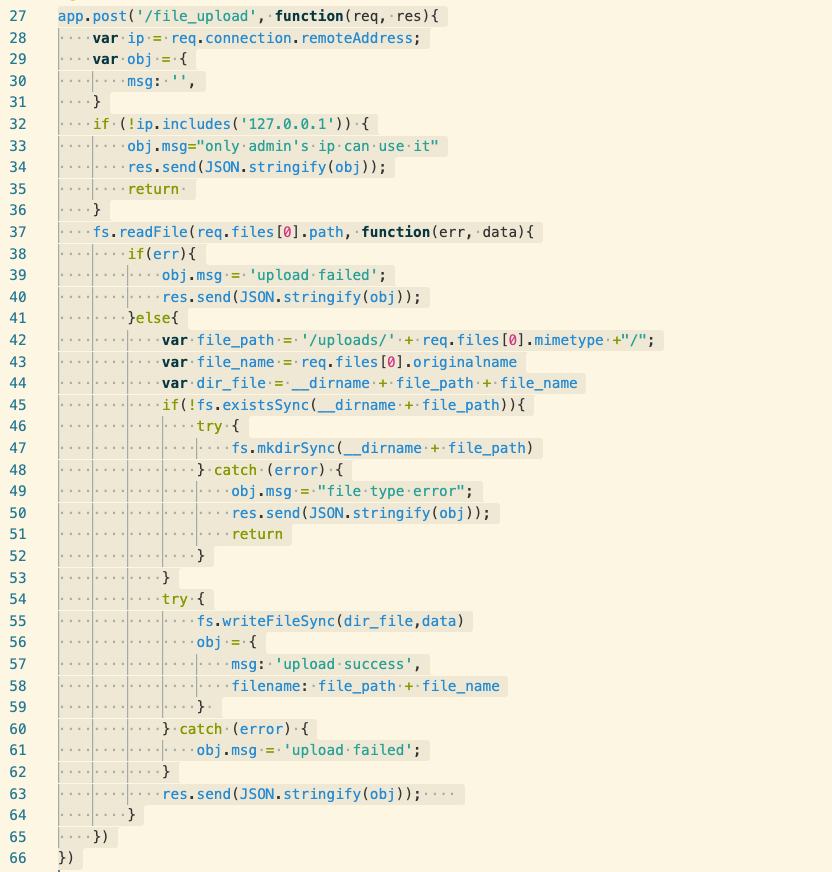 27 app.post('/file_upload', function(req, res){
28     var ip = req.connection.remoteAddress;
29     var obj = {
30         msg: '',
31     }
32     if (!ip.includes('127.0.0.1')) {
33         obj.msg="only admin's ip can use it"
34         res.send(JSON.stringify(obj));
35         return
36     }
37     fs.readFile(req.files[0].path, function(err, data){
38         if(err){
39             obj.msg = 'upload failed';
40             res.send(JSON.stringify(obj));
41         }else{
42             var file_path = '/uploads/' + req.files[0].mimetype +"/";
43             var file_name = req.files[0].originalname
44             var dir_file = __dirname + file_path + file_name
45             if(!fs.existsSync(__dirname + file_path)){
46                 try {
47                     fs.mkdirSync(__dirname + file_path)
48                 } catch (error) {
49                     obj.msg = "file type error";
50                     res.send(JSON.stringify(obj));
51                     return
52                 }
53             }
54             try {
55                 fs.writeFileSync(dir_file,data)
56                 obj = {
57                     msg: 'upload success',
58                     filename: file_path + file_name
59                 }
60             } catch (error) {
61                 obj.msg = 'upload failed';
62             }
63             res.send(JSON.stringify(obj));
64         }
65     })
66 })